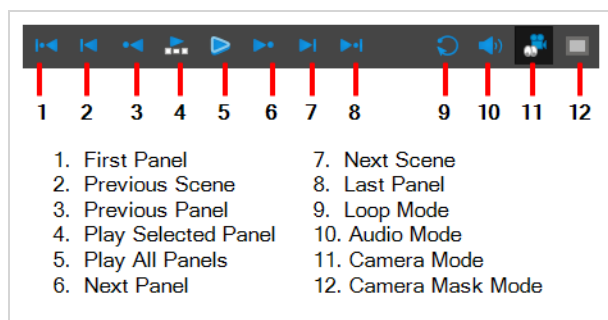 1 2 3 4 5 6 7 8 9 10 11 12
1. First Panel
2. Previous Scene
3. Previous Panel
4. Play Selected Panel
5. Play All Panels
6. Next Panel
7. Next Scene
8. Last Panel
9. Loop Mode
10. Audio Mode
11. Camera Mode
12. Camera Mask Mode